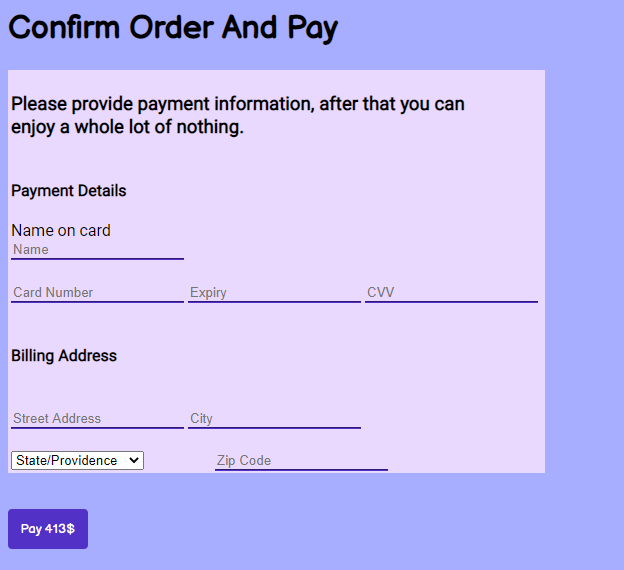 Confirm Order And Pay
Please provide payment information, after that you can
enjoy a whole lot of nothing.
Payment Details
Name on card
Name
Card Number Expiry CVV
Billing Address
Street Address City
State/Providence Zip Code
Pay 413$